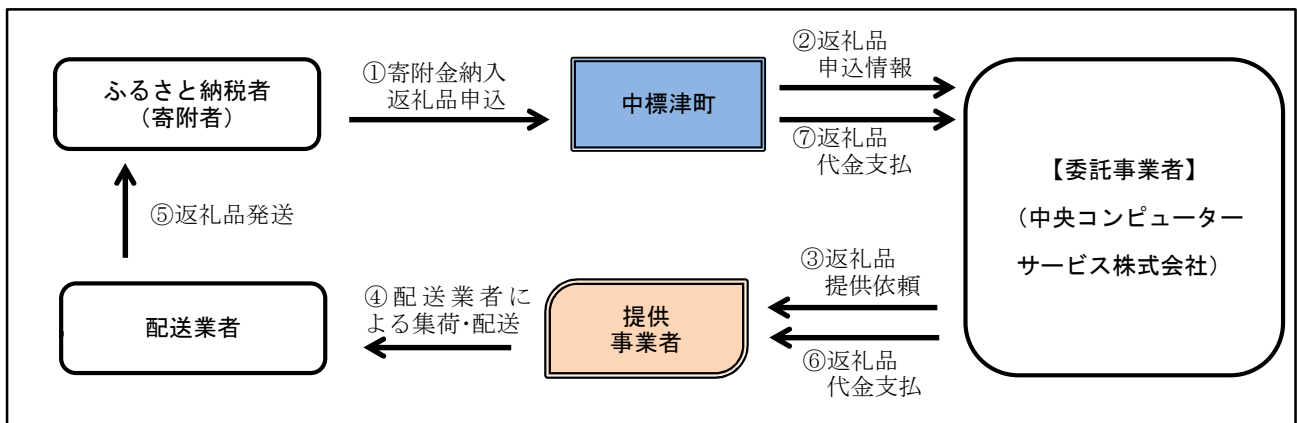 ふるさと納税者
（寄附者）
①寄附金納入
返礼品申込
中標津町
②返礼品
申込情報
⑦返礼品
代金支払
【委託事業者】
（中央コンピューター
サービス株式会社）
⑤返礼品発送
③返礼品
提供依頼
⑥返礼品
代金支払
提供
事業者
④配送業者に
よる集荷・配送
配送業者